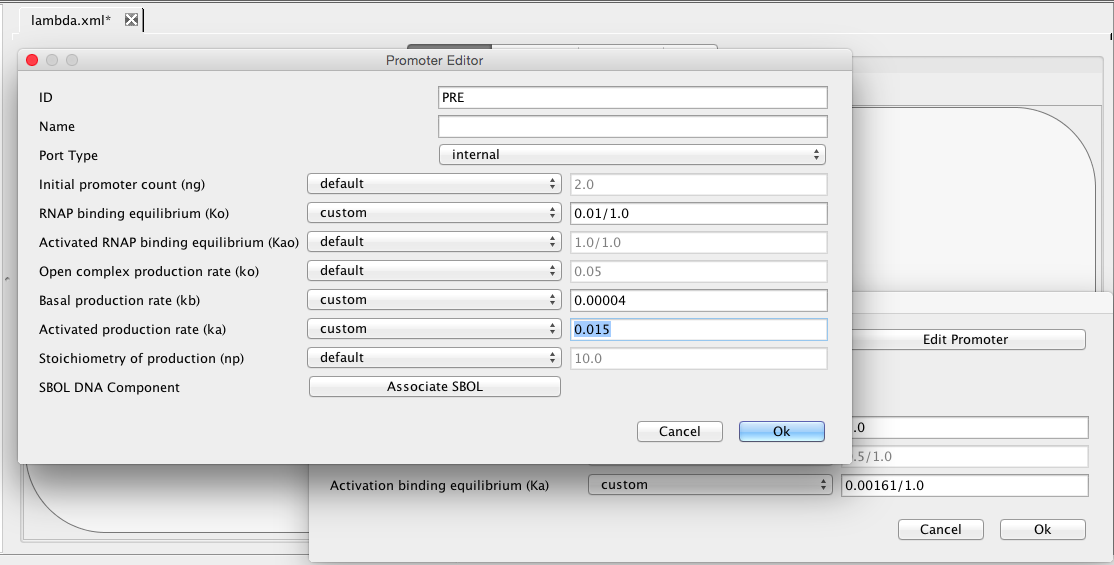 lambda.xml*
Promoter Editor
ID PRE
Name
Port Type internal
Initial promoter count (ng) default 2.0
RNAP binding equilibrium (Ko) custom 0.01/1.0
Activated RNAP binding equilibrium (Kao) default 1.0/1.0
Open complex production rate (ko) default 0.05
Basal production rate (kb) custom 0.00004
Activated production rate (ka) custom 0.015
Edit Promoter
Stoichiometry of production (np) default 10.0
SBOL DNA Component Associate SBOL
Cancel Ok
.0
.5/1.0
Activation binding equilibrium (Ka) custom 0.00161/1.0
Cancel Ok